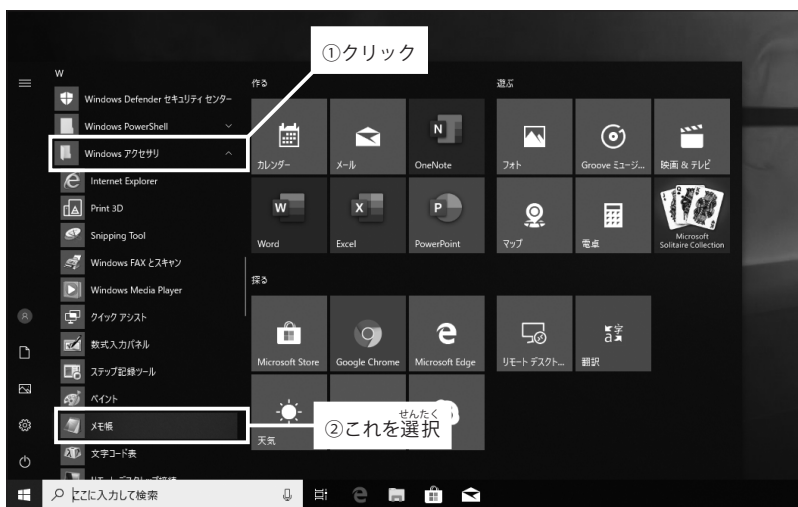 ①クリック
W
Windows Defender セキュリティ センター
Windows PowerShell
Windows アクセサリ
Internet Explorer
Print 3D
Snipping Tool
Windows FAX とスキャン
Windows Media Player
クイック アシスト
数式入力パネル
ステップ記録ツール
ペイント
メモ帳
文字コード表
作る
カレンダー
メール
OneNote
Word
Excel
PowerPoint
探る
Microsoft Store
Google Chrome
Microsoft Edge
天気
遊ぶ
フォト
Groove ミュージ...
映画 & テレビ
マップ
電卓
Microsoft
Solitaire Collection
リモート デスクト...
翻訳
せんたく
②これを選択
ここに入力して検索